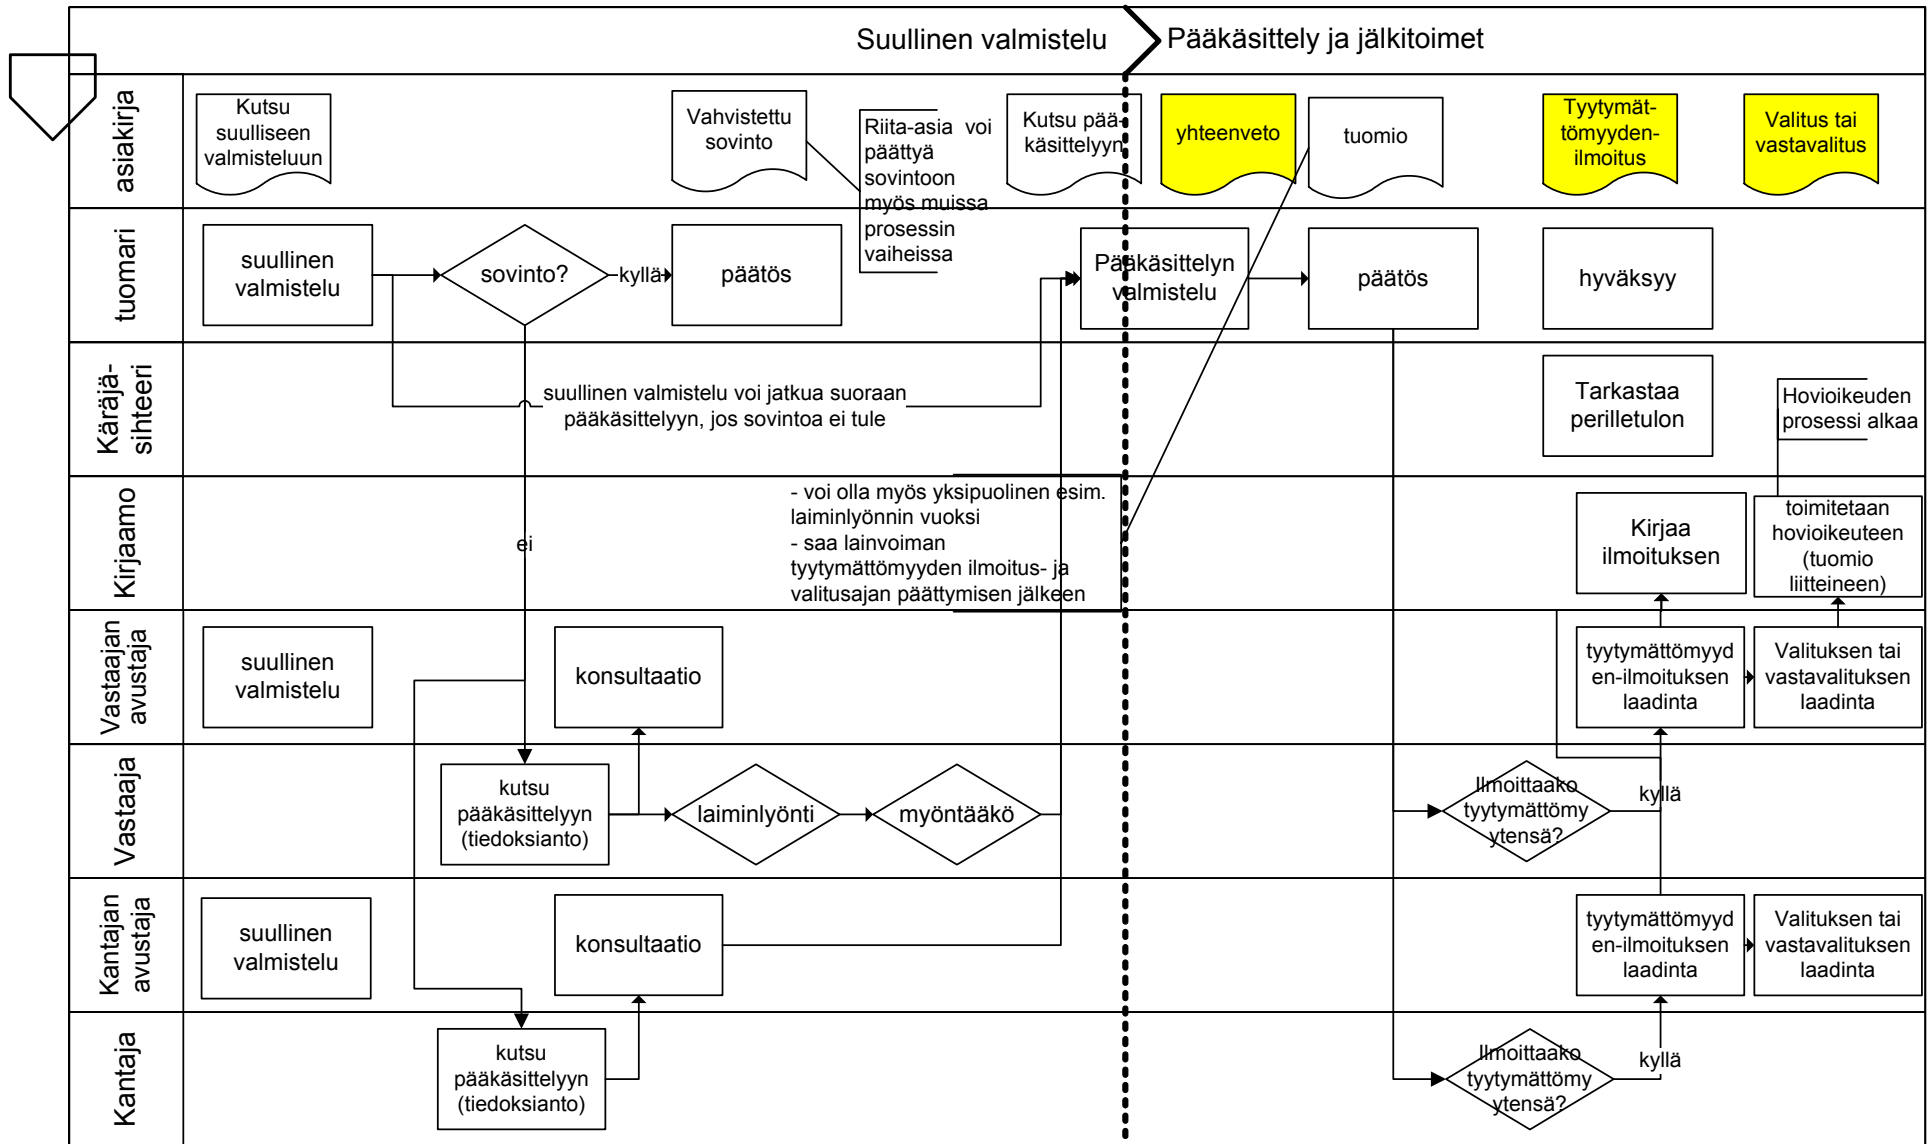 Suullinen valmistelu
Pääkäsittely ja jälkitoimet
asiakirja
Kutsu
suulliseen
valmisteluun
Vahvistettu
sovinto
Riita-asia voi
päättyä
sovintoon
myös muissa
prosessin
vaiheissa
Kutsu pää-
käsittelyyn
yhteenveto
tuomio
Tyytymät-
tömyyden-
ilmoitus
Valitus tai
vastavalitus
tuomari
suullinen
valmistelu
sovinto?
kyllä
päätös
Pääkäsittelyn
valmistelu
päätös
hyväksyy
Käräjä-
sihteeri
suullinen valmistelu voi jatkua suoraan
pääkäsittelyyn, jos sovintoa ei tule
Tarkastaa
perilletulon
Hovioikeuden
prosessi alkaa
Kirjaamo
ei
- voi olla myös yksipuolinen esim.
laiminlyönnin vuoksi
- saa lainvoiman
tyytymättömyyden ilmoitus- ja
valitusajan päättymisen jälkeen
Kirjaa
ilmoituksen
toimitetaan
hovioikeuteen
(tuomio
liitteineen)
Vastaajan
avustaja
suullinen
valmistelu
konsultaatio
tyytymättömyyd
en-ilmoituksen
laadinta
Valituksen tai
vastavalituksen
laadinta
Vastaaja
kutsu
pääkäsittelyyn
(tiedoksianto)
laiminlyönti
myöntääkö
Ilmoittaako
tyytymättömy
ytensä?
kyllä
Kantajan
avustaja
suullinen
valmistelu
konsultaatio
tyytymättömyyd
en-ilmoituksen
laadinta
Valituksen tai
vastavalituksen
laadinta
Kantaja
kutsu
pääkäsittelyyn
(tiedoksianto)
Ilmoittaako
tyytymättömy
ytensä?
kyllä